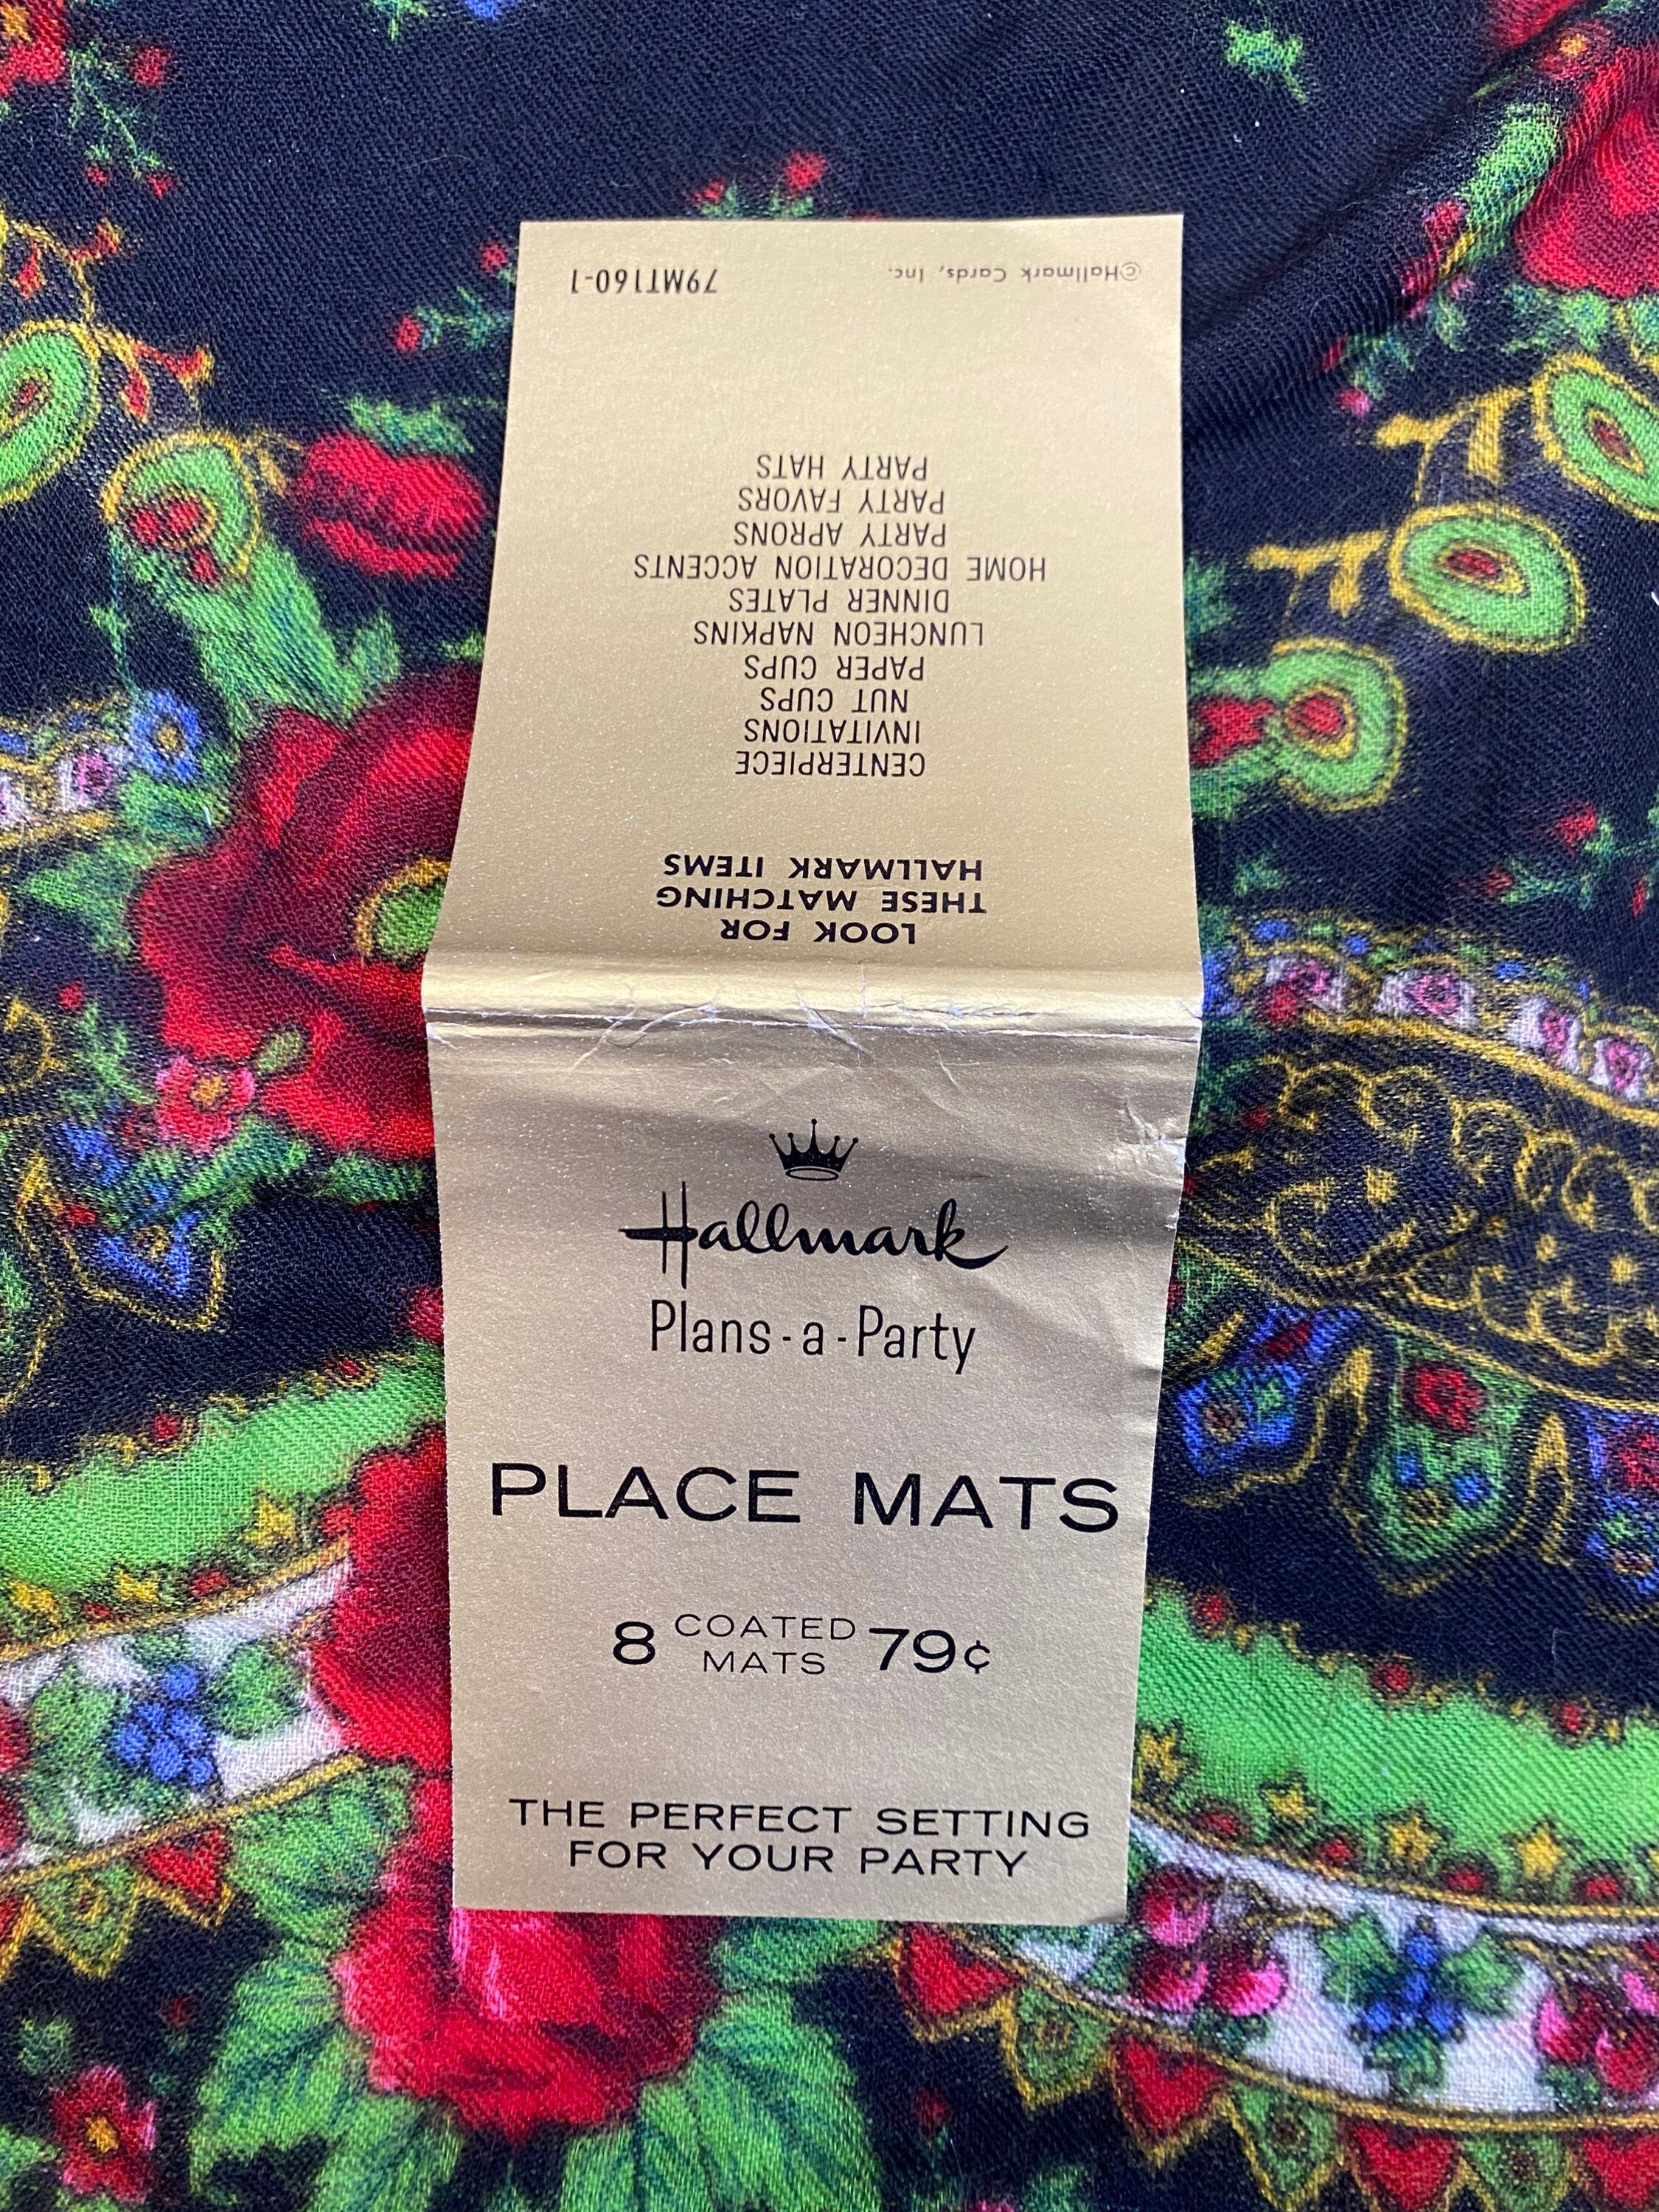 Hallmark
Plans-a-Party
PLACE MATS
8 COATED MATS 79¢
THE PERFECT SETTING
FOR YOUR PARTY
LOOK FOR
THESE MATCHING
HALLMARK ITEMS
CENTERPIECE
INVITATIONS
NUT CUPS
PAPER CUPS
LUNCHEON NAPKINS
DINNER PLATES
HOME DECORATION ACCENTS
PARTY APRONS
PARTY FAVORS
PARTY HATS
©Hallmark Cards, Inc. 79MT160-1